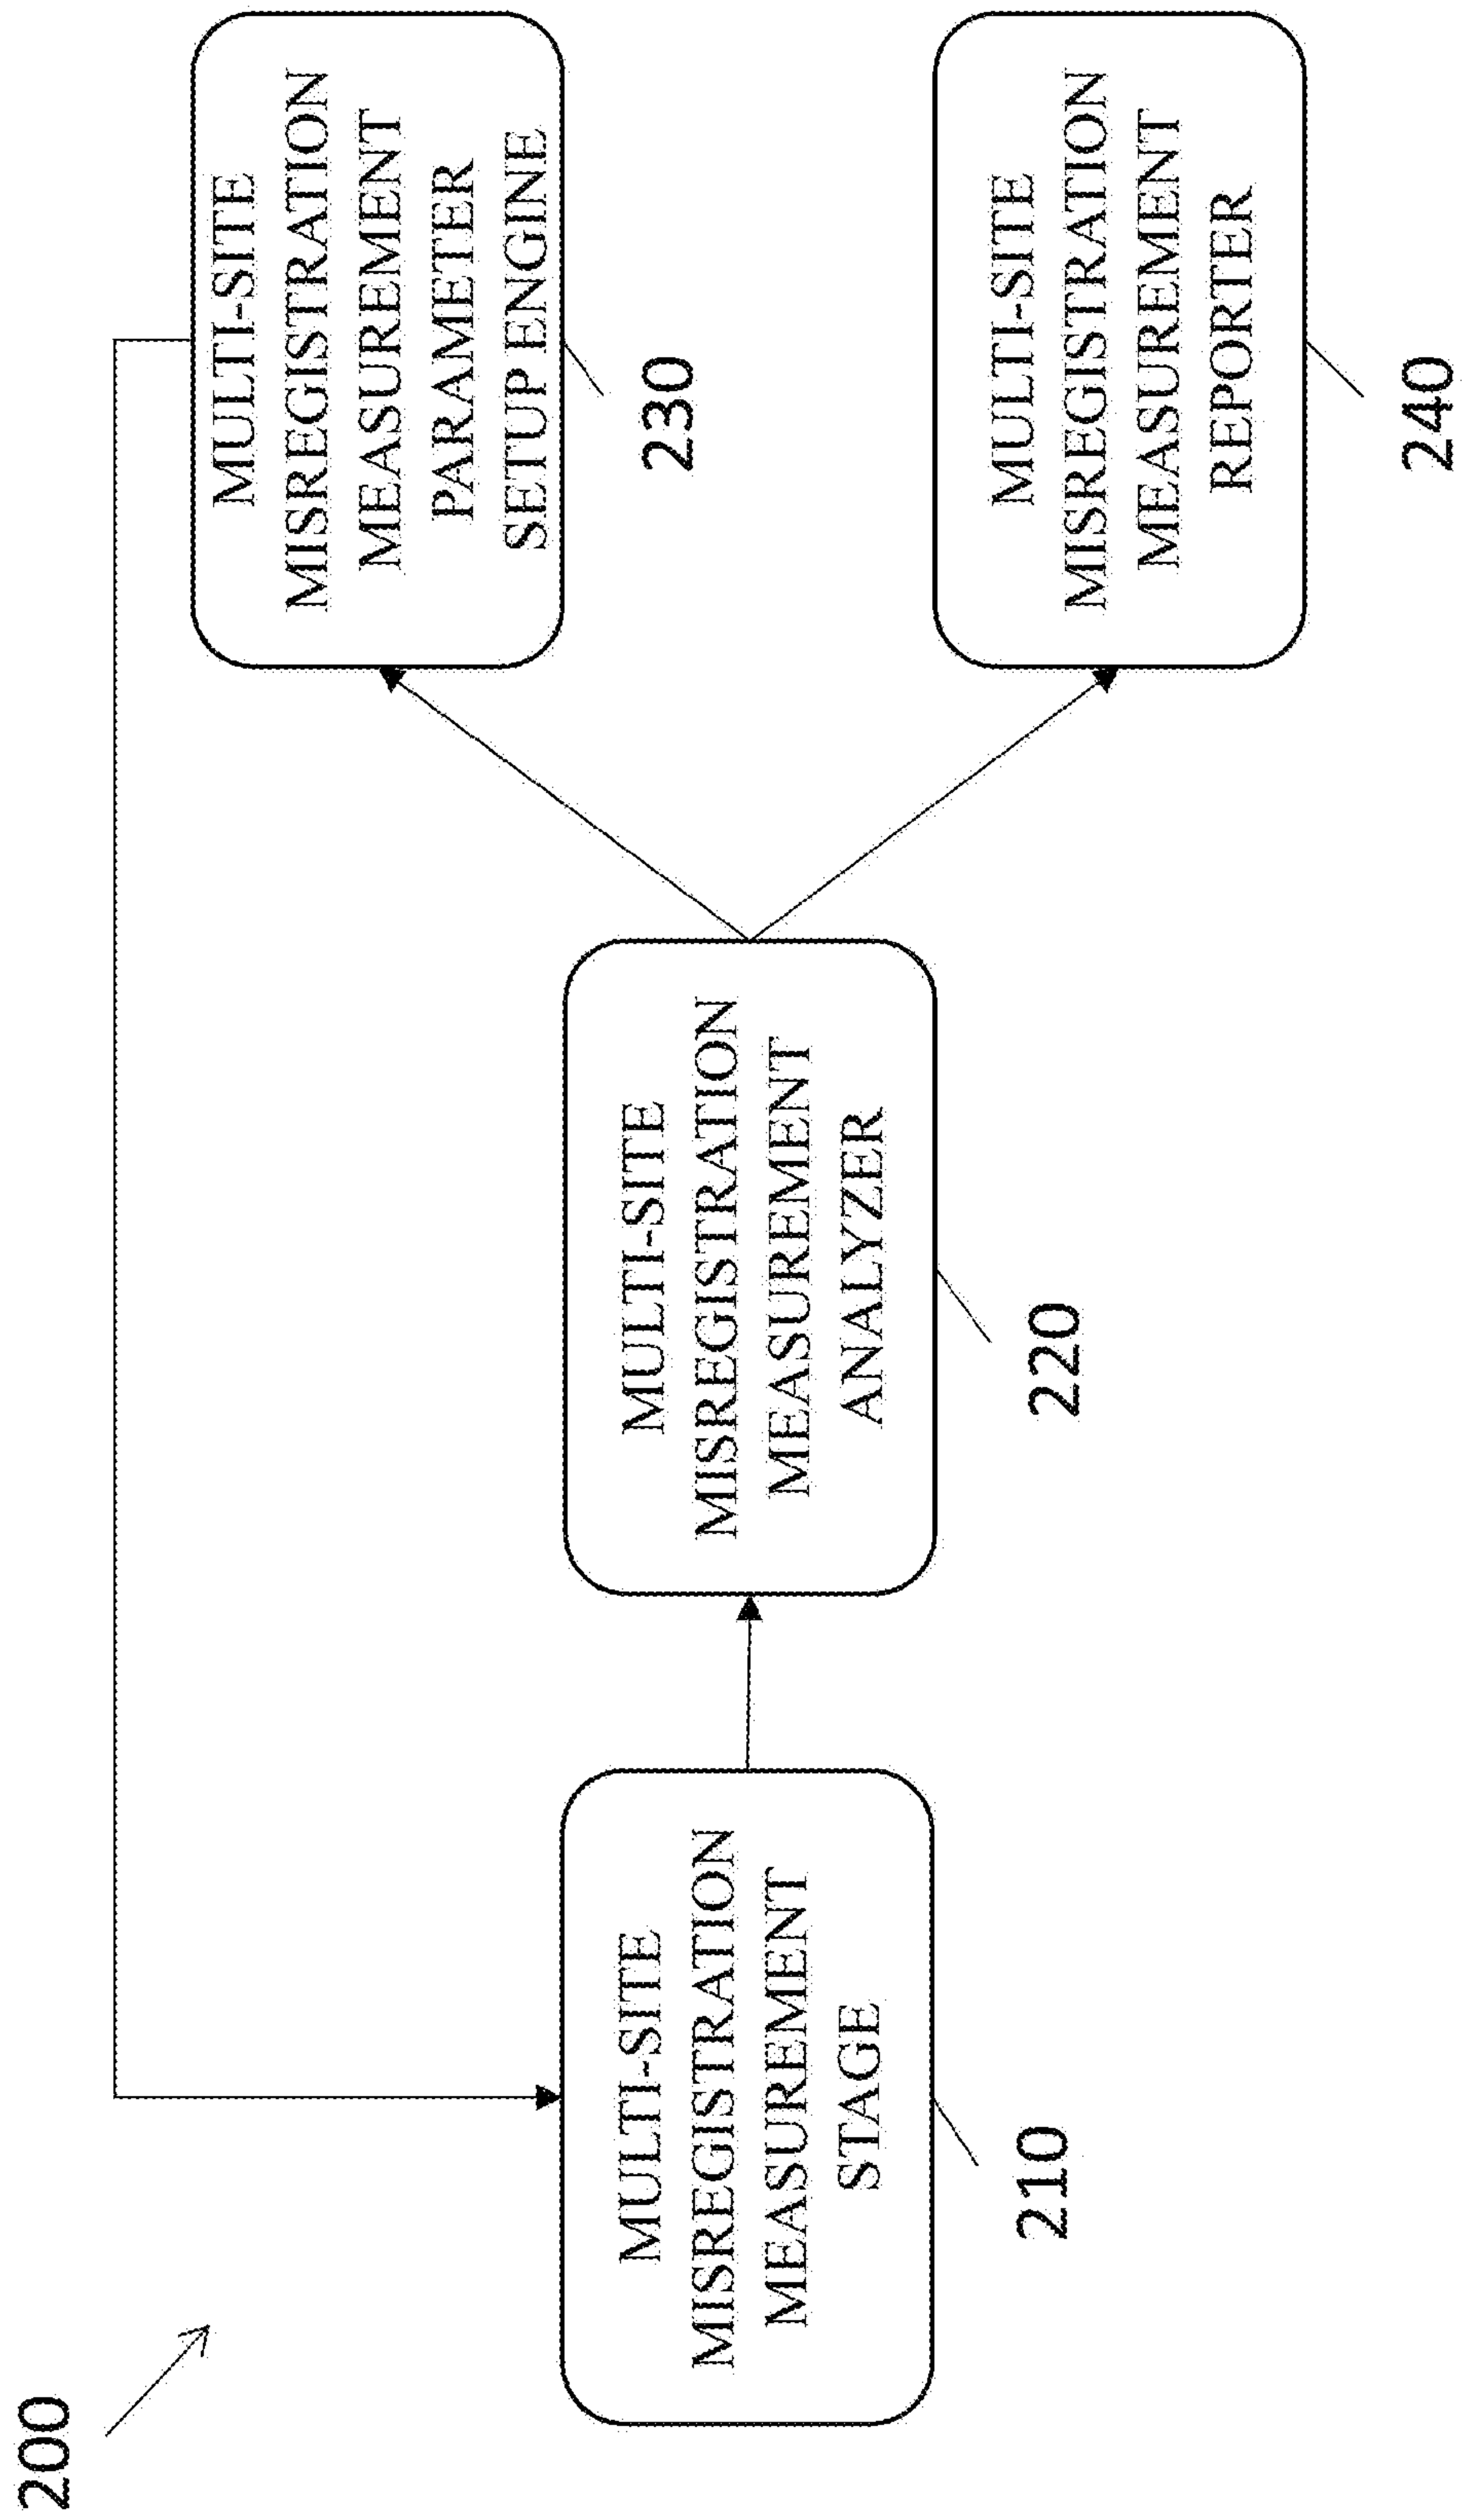 200
MULTI-SITE
MISREGISTRATION
MEASUREMENT
STAGE
210
MULTI-SITE
MISREGISTRATION
MEASUREMENT
ANALYZER
220
MULTI-SITE
MISREGISTRATION
MEASUREMENT
PARAMETER
SETUP ENGINE
230
MULTI-SITE
MISREGISTRATION
MEASUREMENT
REPORTER
240